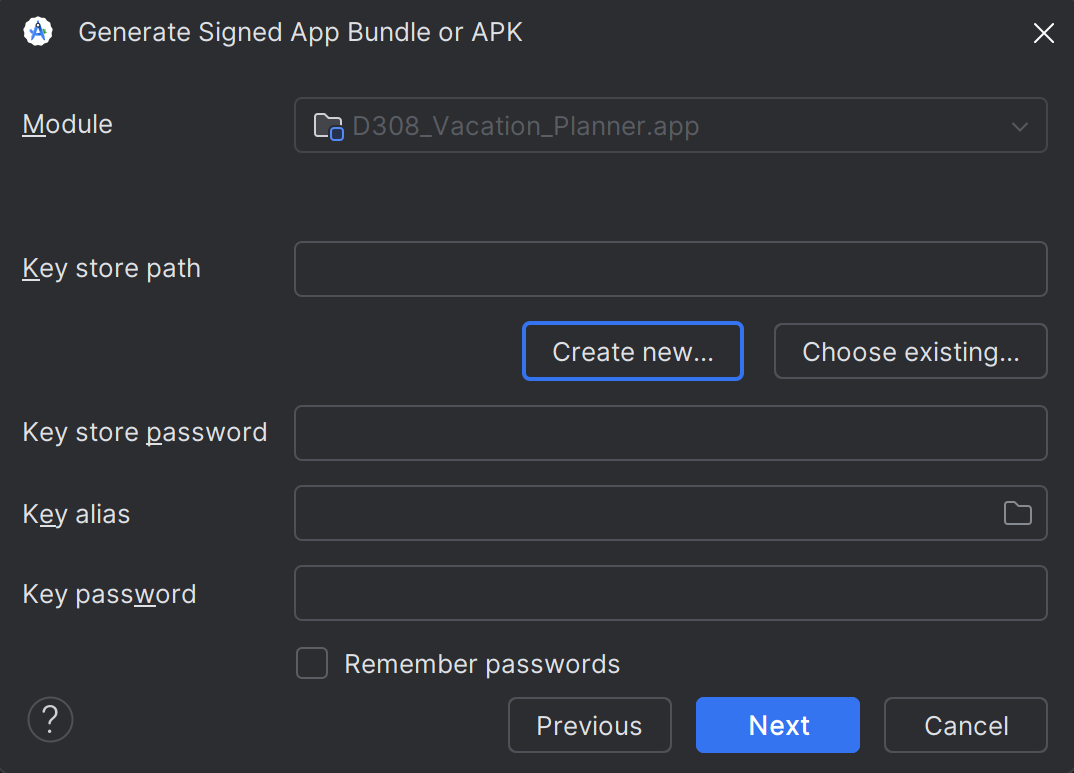 Generate Signed App Bundle or APK
Module
D308_Vacation_Planner.app
Key store path
Create new...
Choose existing...
Key store password
Key alias
Key password
Remember passwords
?
Previous
Next
Cancel